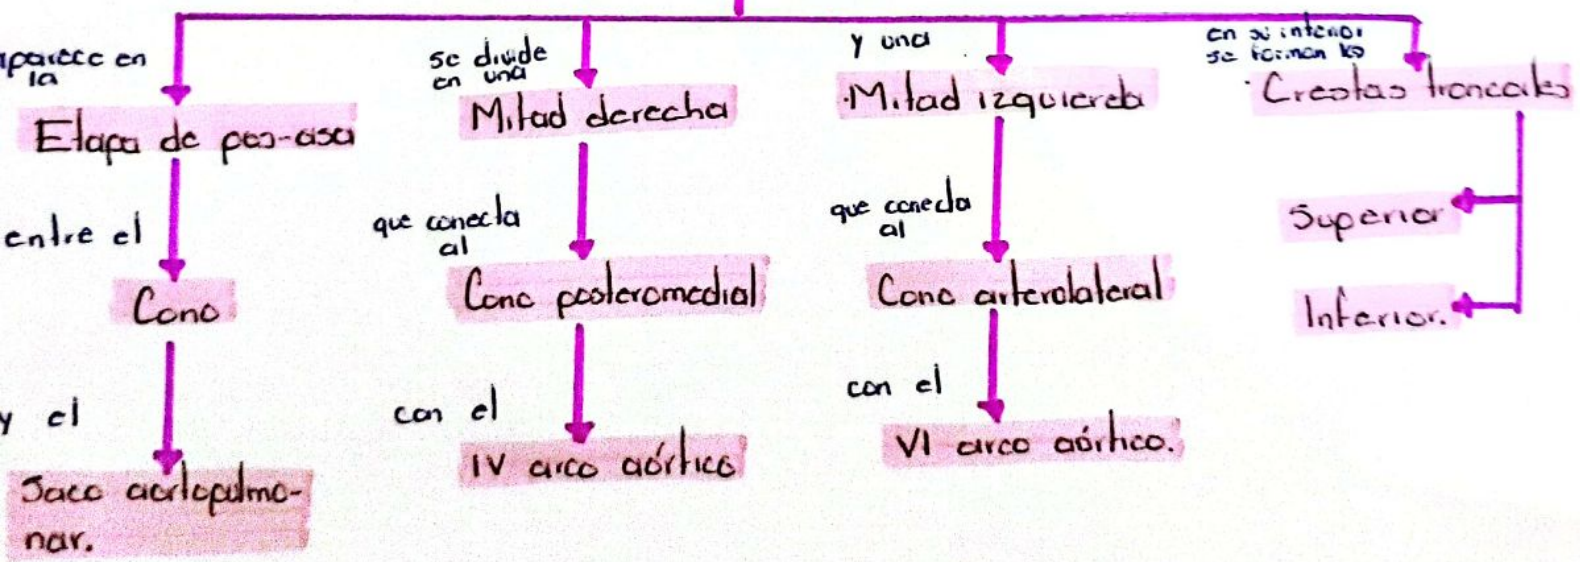 aparece en
la
Etapa de pos-asa
entre el
Cono
y el
Saco aortopulmo-
nar.
se divide
en una
Mitad derecha
que conecta
al
Cono posteromedial
con el
IV arco aórtico
y una
Mitad izquierda
que conecta
al
Cono arterolateral
con el
VI arco aórtico.
en su interior
se forman las
Crestas troncales
Superior
Inferior.